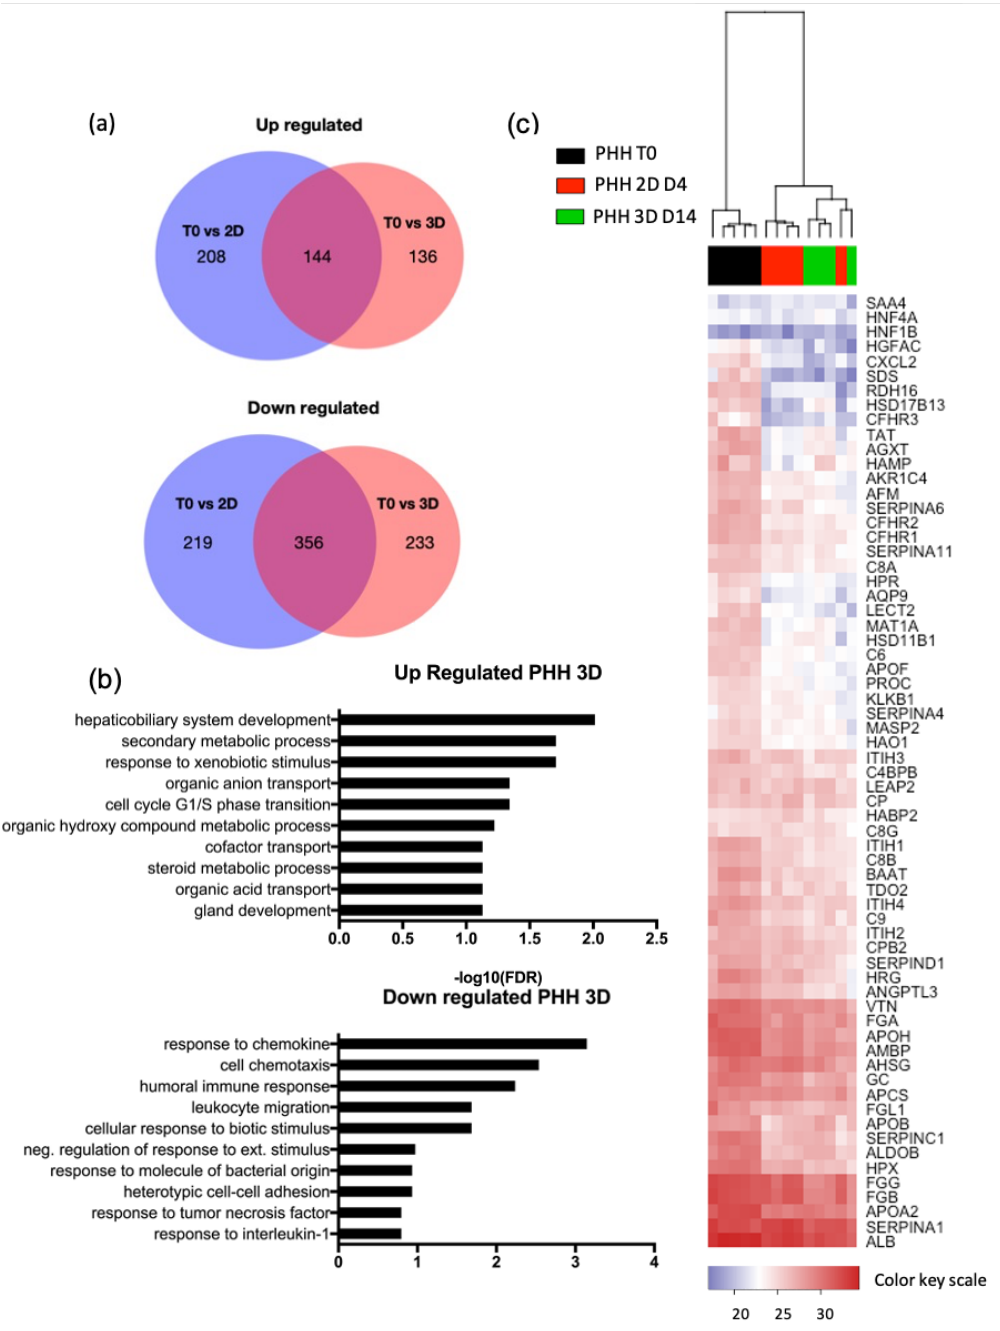 (a)
Up regulated
T0 vs 2D
T0 vs 3D
208
144
136
Down regulated
T0 vs 2D
T0 vs 3D
219
356
233
(b)
Up Regulated PHH 3D
hepaticobiliary system development
secondary metabolic process
response to xenobiotic stimulus
organic anion transport
cell cycle G1/S phase transition
organic hydroxy compound metabolic process
cofactor transport
steroid metabolic process
organic acid transport
gland development
0.0 0.5 1.0 1.5 2.0 2.5
-log10(FDR)
Down regulated PHH 3D
response to chemokine
cell chemotaxis
humoral immune response
leukocyte migration
cellular response to biotic stimulus
neg. regulation of response to ext. stimulus
response to molecule of bacterial origin
heterotypic cell-cell adhesion
response to tumor necrosis factor
response to interleukin-1
0 1 2 3 4
(c)
PHH T0
PHH 2D D4
PHH 3D D14
SAA4
HNF4A
HNF1B
HGFAC
CXCL2
SDS
RDH16
HSD17B13
CFHR3
TAT
AGXT
HAMP
AKR1C4
AFM
SERPINA6
CFHR2
CFHR1
SERPINA11
C8A
HPR
AQP9
LECT2
MAT1A
HSD11B1
C6
APOF
PROC
KLKB1
SERPINA4
MASP2
HAO1
ITIH3
C4BPB
LEAP2
CP
HABP2
C8G
ITIH1
C8B
BAAT
TDO2
ITIH4
C9
ITIH2
CPB2
SERPIND1
HRG
ANGPTL3
VTN
FGA
APOH
AMBP
AHSG
GC
APCS
FGL1
APOB
SERPINC1
ALDOB
HPX
FGG
FGB
APOA2
SERPINA1
ALB
Color key scale
20 25 30